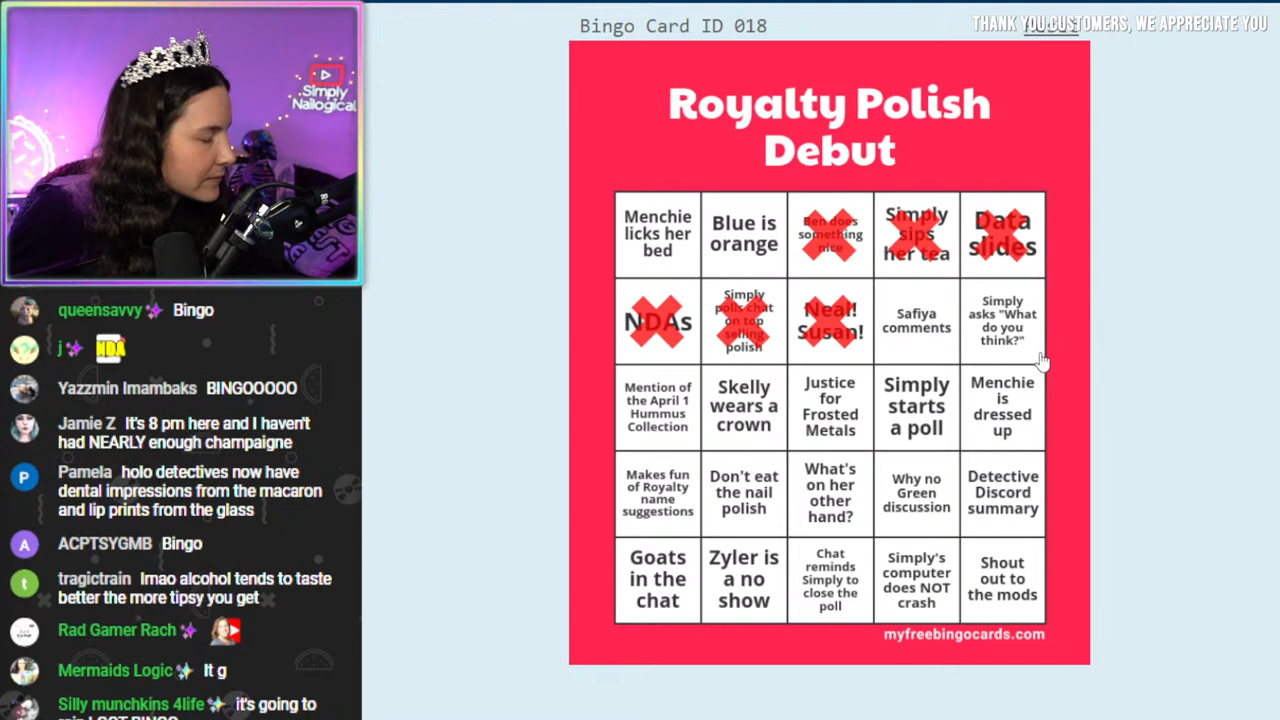 Bingo Card ID 018
THANK YOU CUSTOMERS, WE APPRECIATE YOU
Simply
Nailogical
Royalty Polish
Debut
Menchie
licks her
bed
Blue is
orange
Ben does
something
nice
Simply
sips
her tea
Data
slides
NDAs
Simply
polls chat
on top
selling
polish
Neal!
Susan!
Safiya
comments
Simply
asks "What
do you
think?"
Mention of
the April 1
Hummus
Collection
Skelly
wears a
crown
Justice
for
Frosted
Metals
Simply
starts
a poll
Menchie
is
dressed
up
Makes fun
of Royalty
name
suggestions
Don't eat
the nail
polish
What's
on her
other
hand?
Why no
Green
discussion
Detective
Discord
summary
Goats
in the
chat
Zyler is
a no
show
Chat
reminds
Simply to
close the
poll
Simply's
computer
does NOT
crash
Shout
out to
the mods
myfreebingocards.com
queensavvy Bingo
j NDA
Yazzmin Imambaks BINGOOOOO
Jamie Z It's 8 pm here and I haven't
had NEARLY enough champaigne
P Pamela holo detectives now have
dental impressions from the macaron
and lip prints from the glass
A ACPTSYGMB Bingo
t tragictrain lmao alcohol tends to taste
better the more tipsy you get
Rad Gamer Rach
Mermaids Logic It g
Silly munchkins 4life it's going to
rain I GOT BINGO